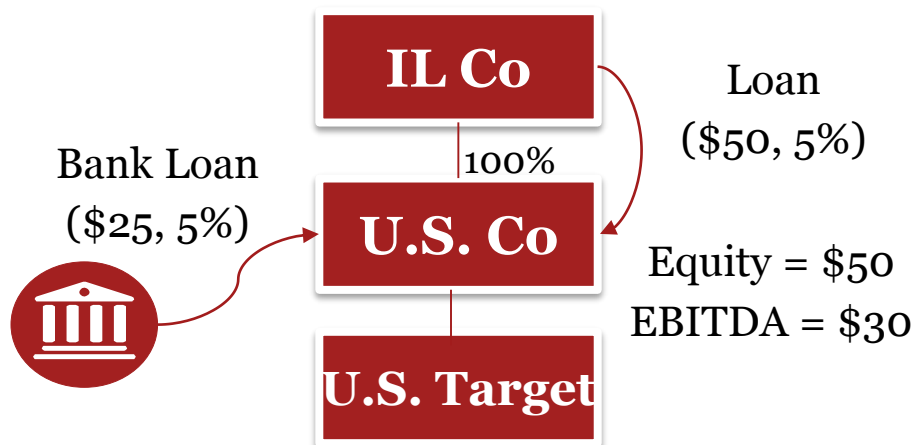 IL Co
Loan
($50, 5%)
100%
Bank Loan
($25, 5%)
U.S. Co
Equity = $50
EBITDA = $30
U.S. Target